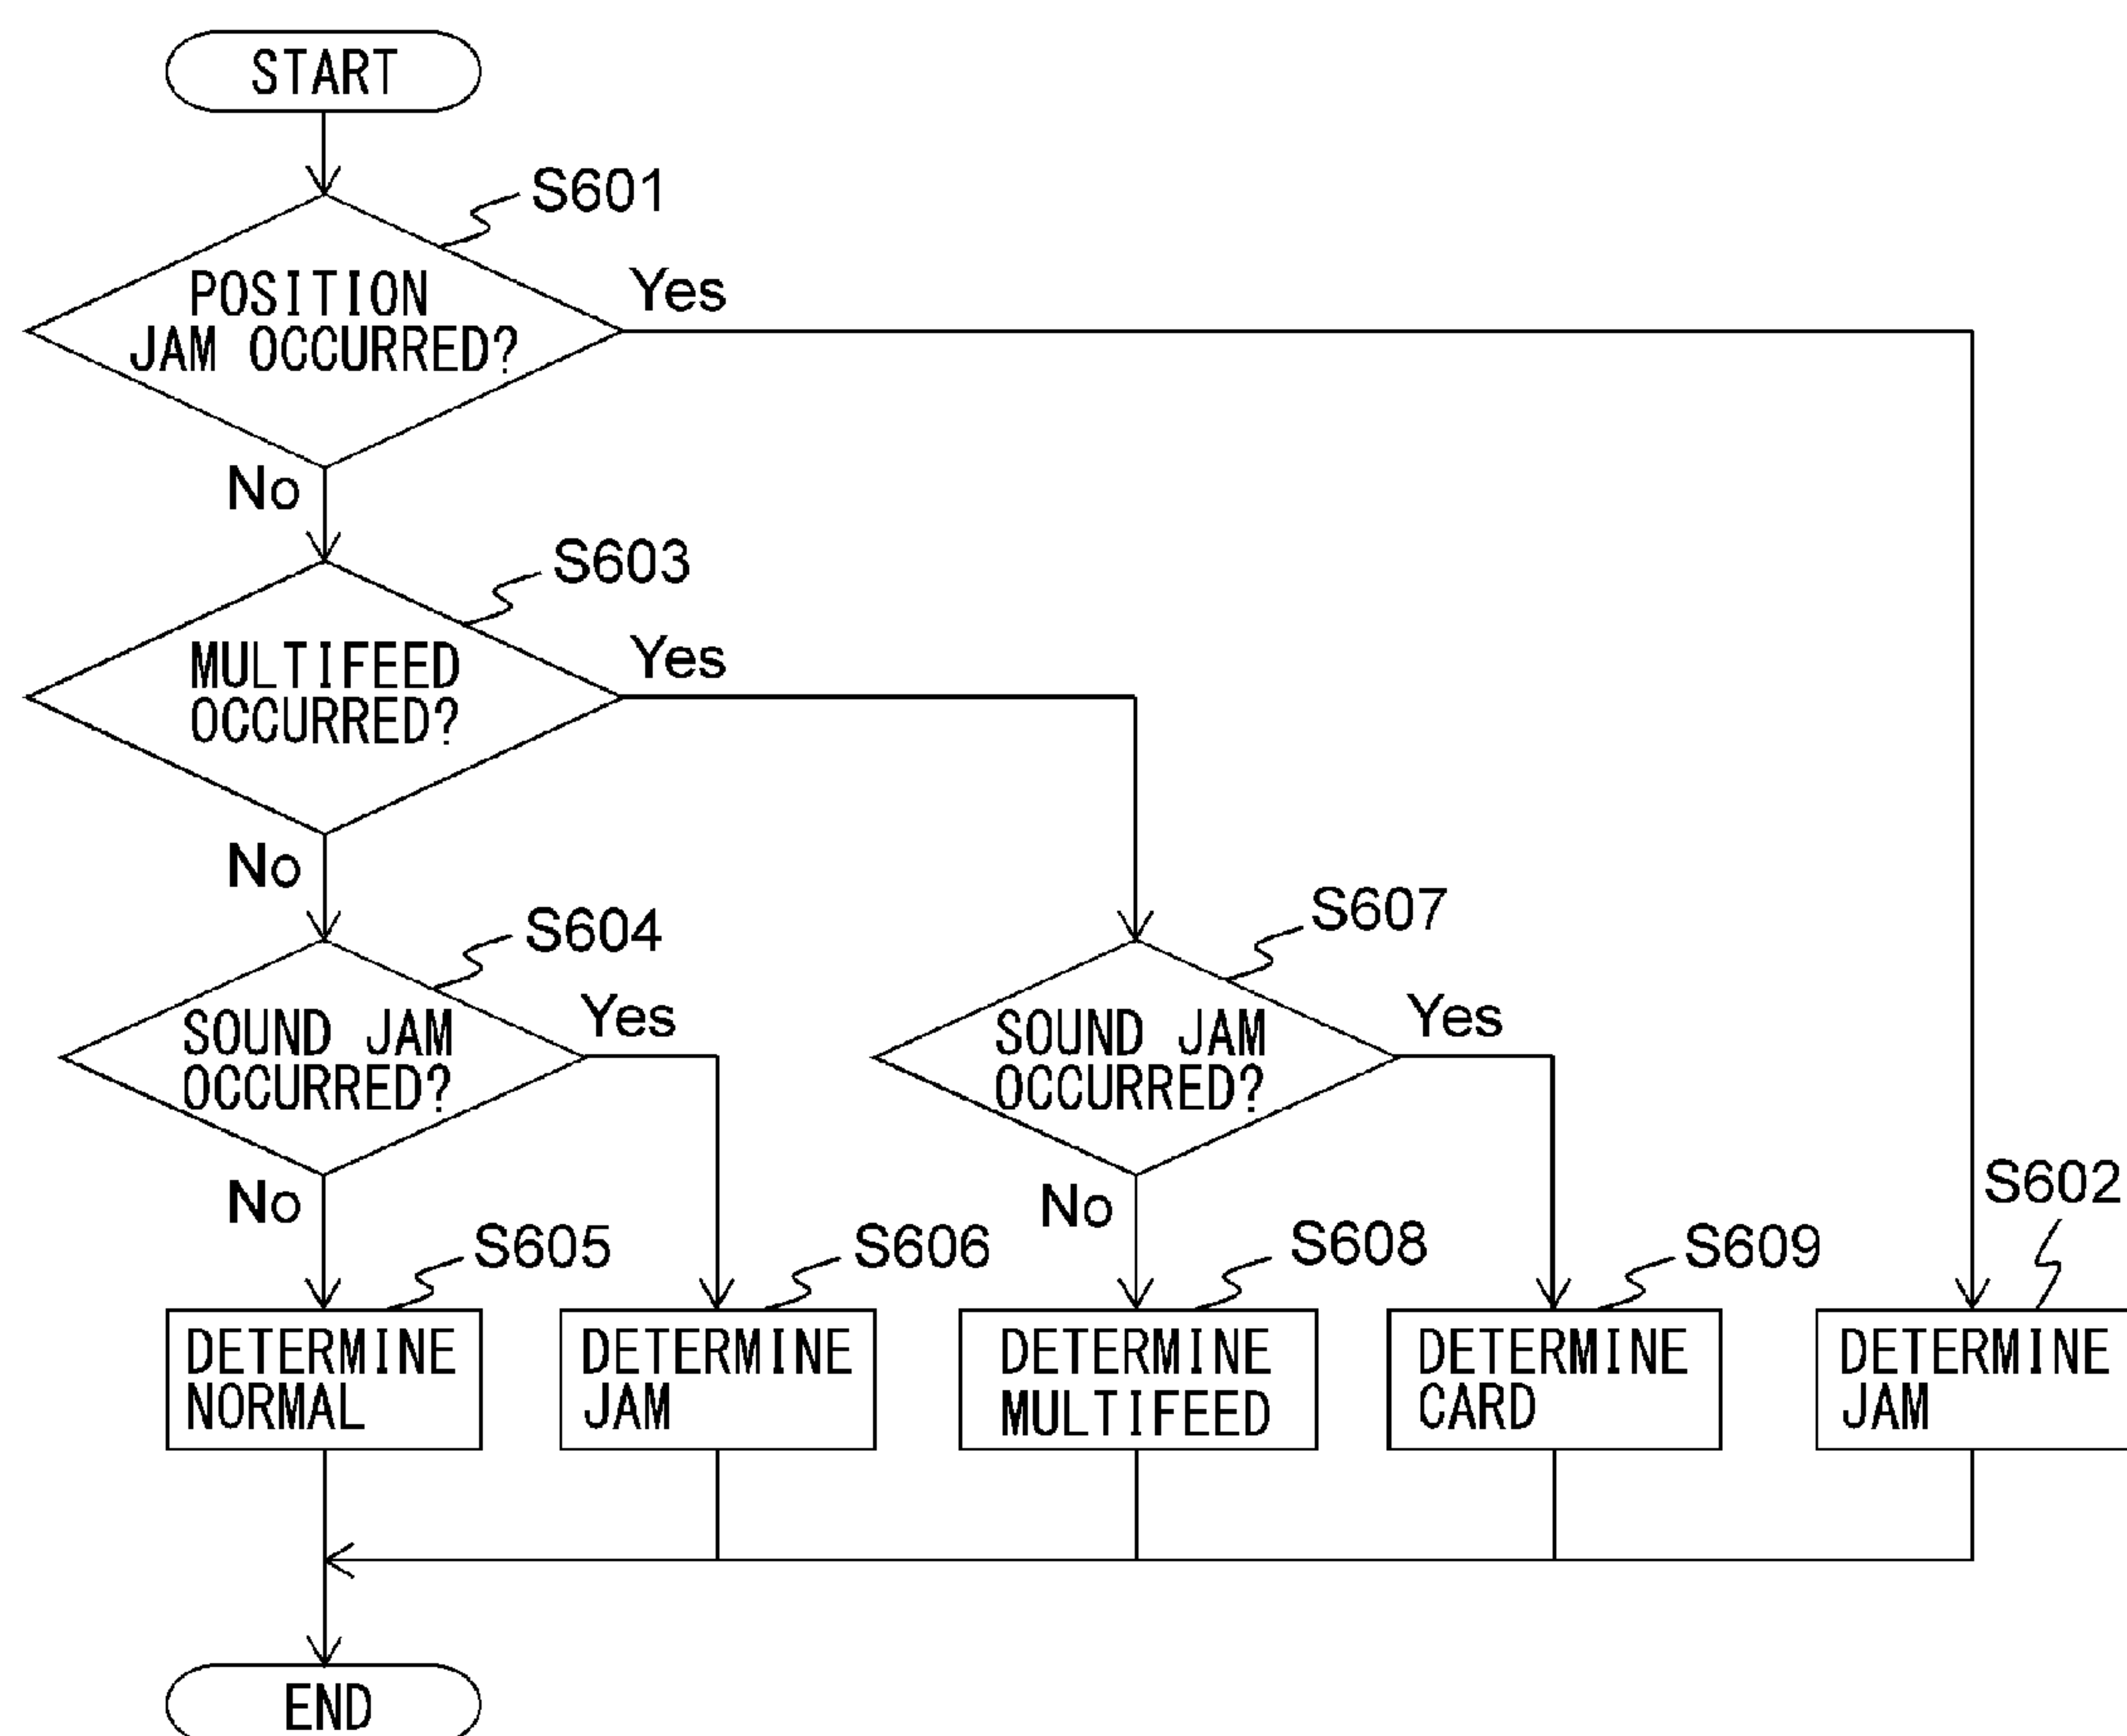 START
S601
POSITION
JAM OCCURRED?
Yes
No
S603
MULTIFEED
OCCURRED?
Yes
No
S604
SOUND JAM
OCCURRED?
Yes
No
S607
SOUND JAM
OCCURRED?
Yes
No
S605
DETERMINE
NORMAL
S606
DETERMINE
JAM
S608
DETERMINE
MULTIFEED
S609
DETERMINE
CARD
S602
DETERMINE
JAM
END